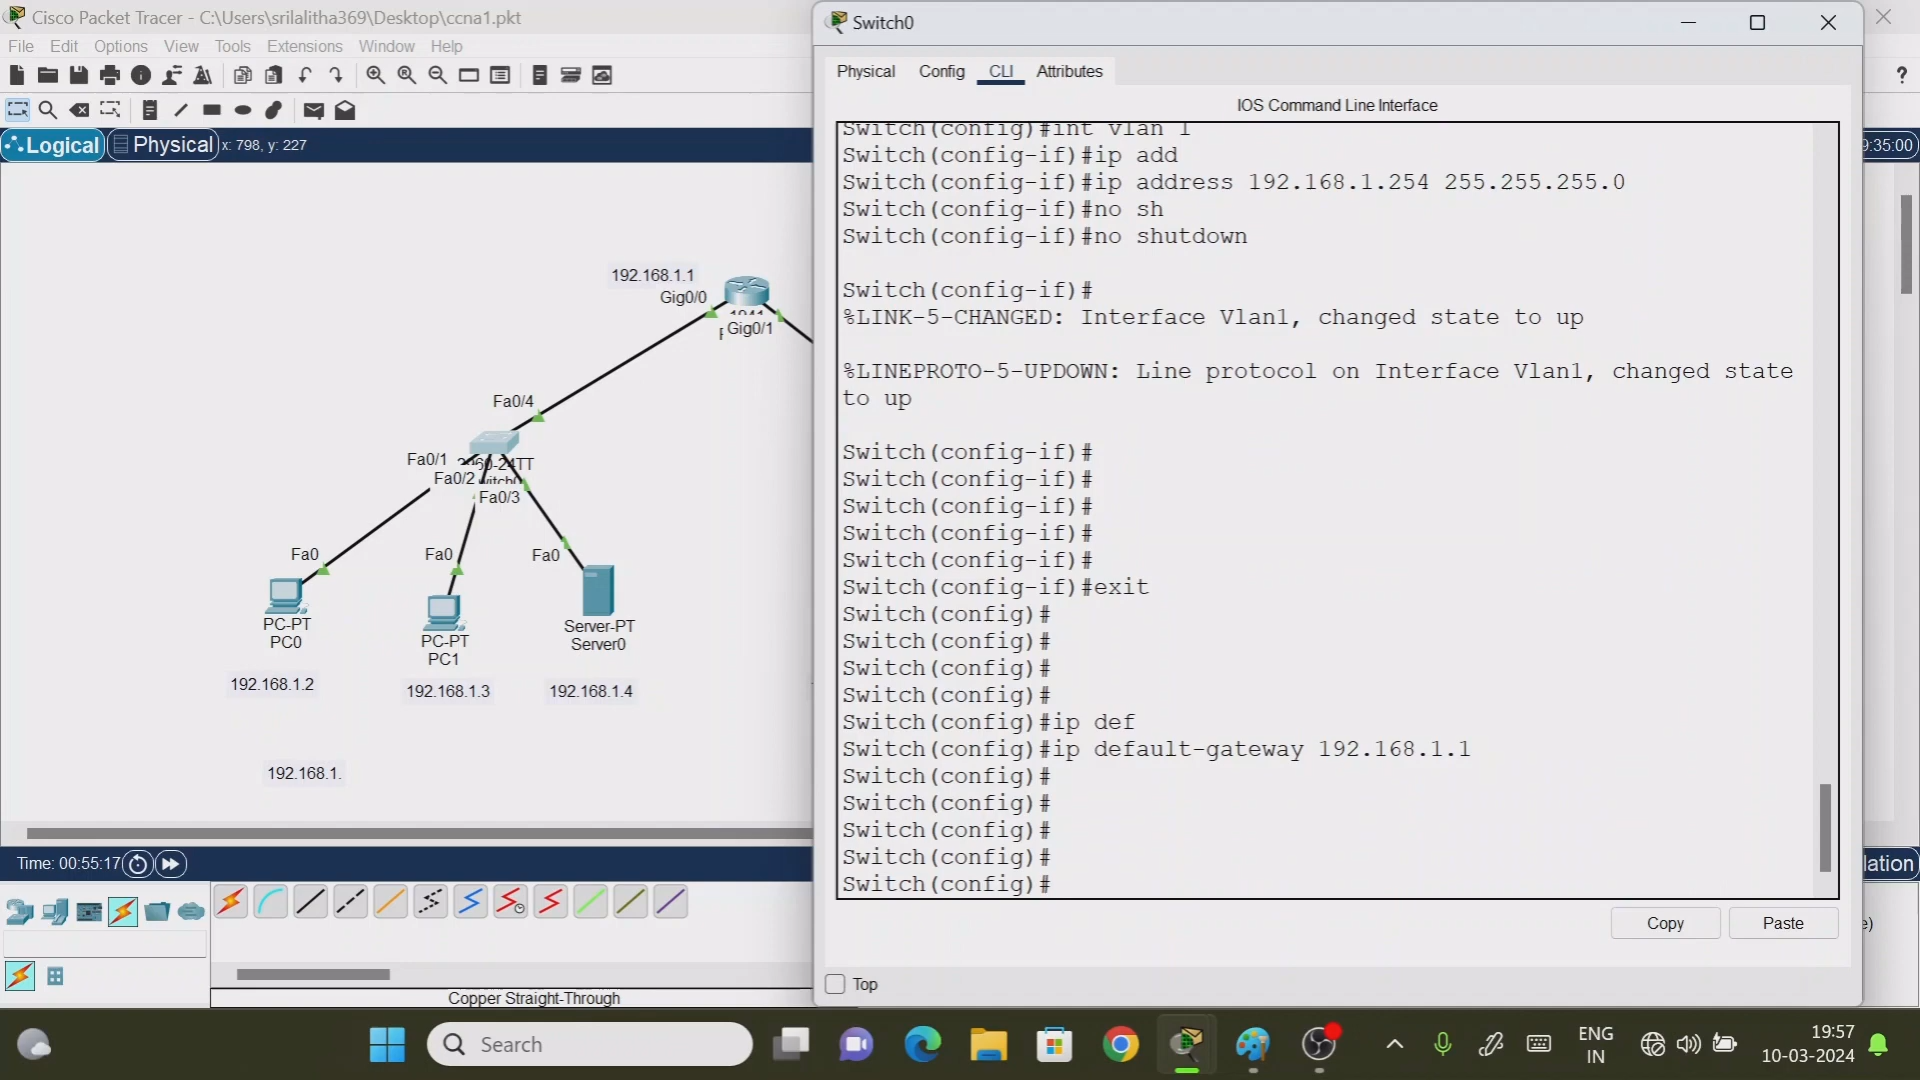 Cisco Packet Tracer - C:\Users\srilalitha369\Desktop\ccna1.pkt
File Edit Options View Tools Extensions Window Help
Logical Physical x: 798, y: 227
192.168.1.1
Gig0/0
Gig0/1
Fa0/4
Fa0/1
Fa0/2
Fa0/3
Fa0
Fa0
Fa0
PC-PT
PC0
PC-PT
PC1
Server-PT
Server0
192.168.1.2
192.168.1.3
192.168.1.4
192.168.1.
Time: 00:55:17
Copper Straight-Through
Switch0
Physical Config CLI Attributes
IOS Command Line Interface
Switch(config)#int vlan 1
Switch(config-if)#ip add
Switch(config-if)#ip address 192.168.1.254 255.255.255.0
Switch(config-if)#no sh
Switch(config-if)#no shutdown
Switch(config-if)#
%LINK-5-CHANGED: Interface Vlan1, changed state to up
%LINEPROTO-5-UPDOWN: Line protocol on Interface Vlan1, changed state
to up
Switch(config-if)#
Switch(config-if)#
Switch(config-if)#
Switch(config-if)#
Switch(config-if)#
Switch(config-if)#exit
Switch(config)#
Switch(config)#
Switch(config)#
Switch(config)#
Switch(config)#ip def
Switch(config)#ip default-gateway 192.168.1.1
Switch(config)#
Switch(config)#
Switch(config)#
Switch(config)#
Switch(config)#
Copy Paste
Top
?
9:35:00
lation
e)
Search
ENG
IN
19:57
10-03-2024